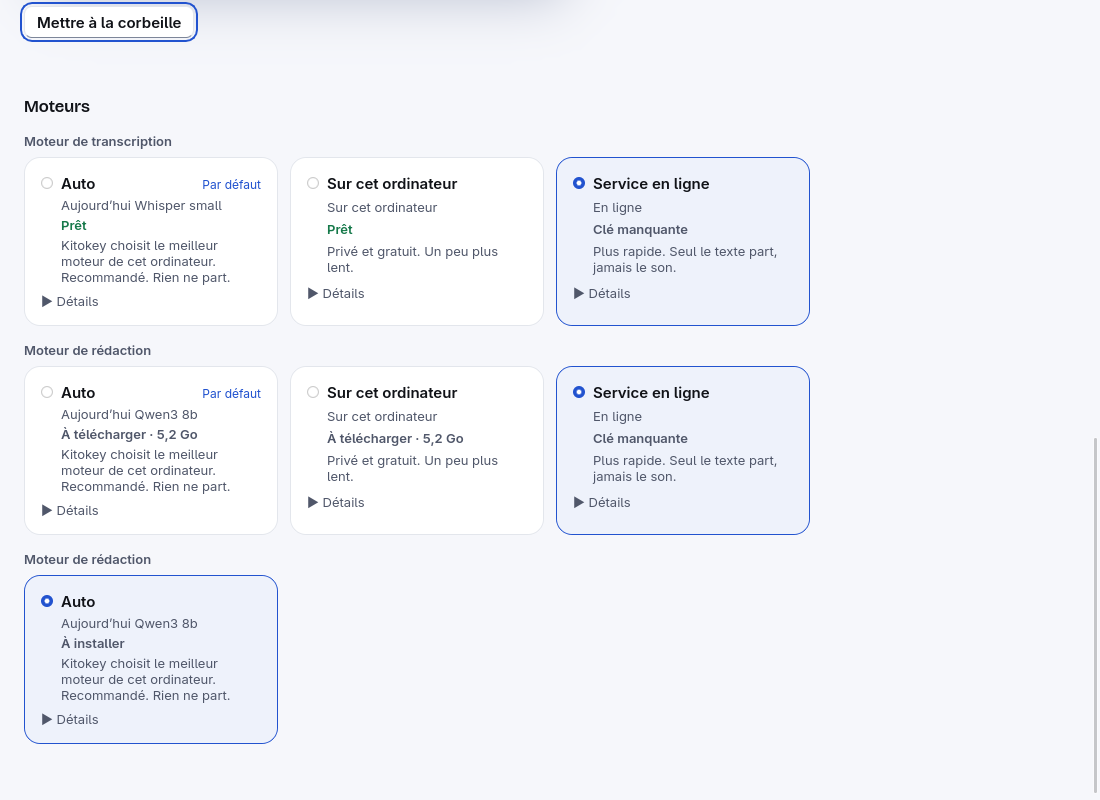 Mettre à la corbeille
Moteurs
Moteur de transcription
Auto
Par défaut
Aujourd’hui Whisper small
Prêt
Kitokey choisit le meilleur
moteur de cet ordinateur.
Recommandé. Rien ne part.
▶ Détails
Sur cet ordinateur
Sur cet ordinateur
Prêt
Privé et gratuit. Un peu plus
lent.
▶ Détails
Service en ligne
En ligne
Clé manquante
Plus rapide. Seul le texte part,
jamais le son.
▶ Détails
Moteur de rédaction
Auto
Par défaut
Aujourd’hui Qwen3 8b
À télécharger · 5,2 Go
Kitokey choisit le meilleur
moteur de cet ordinateur.
Recommandé. Rien ne part.
▶ Détails
Sur cet ordinateur
Sur cet ordinateur
À télécharger · 5,2 Go
Privé et gratuit. Un peu plus
lent.
▶ Détails
Service en ligne
En ligne
Clé manquante
Plus rapide. Seul le texte part,
jamais le son.
▶ Détails
Moteur de rédaction
Auto
Aujourd’hui Qwen3 8b
À installer
Kitokey choisit le meilleur
moteur de cet ordinateur.
Recommandé. Rien ne part.
▶ Détails